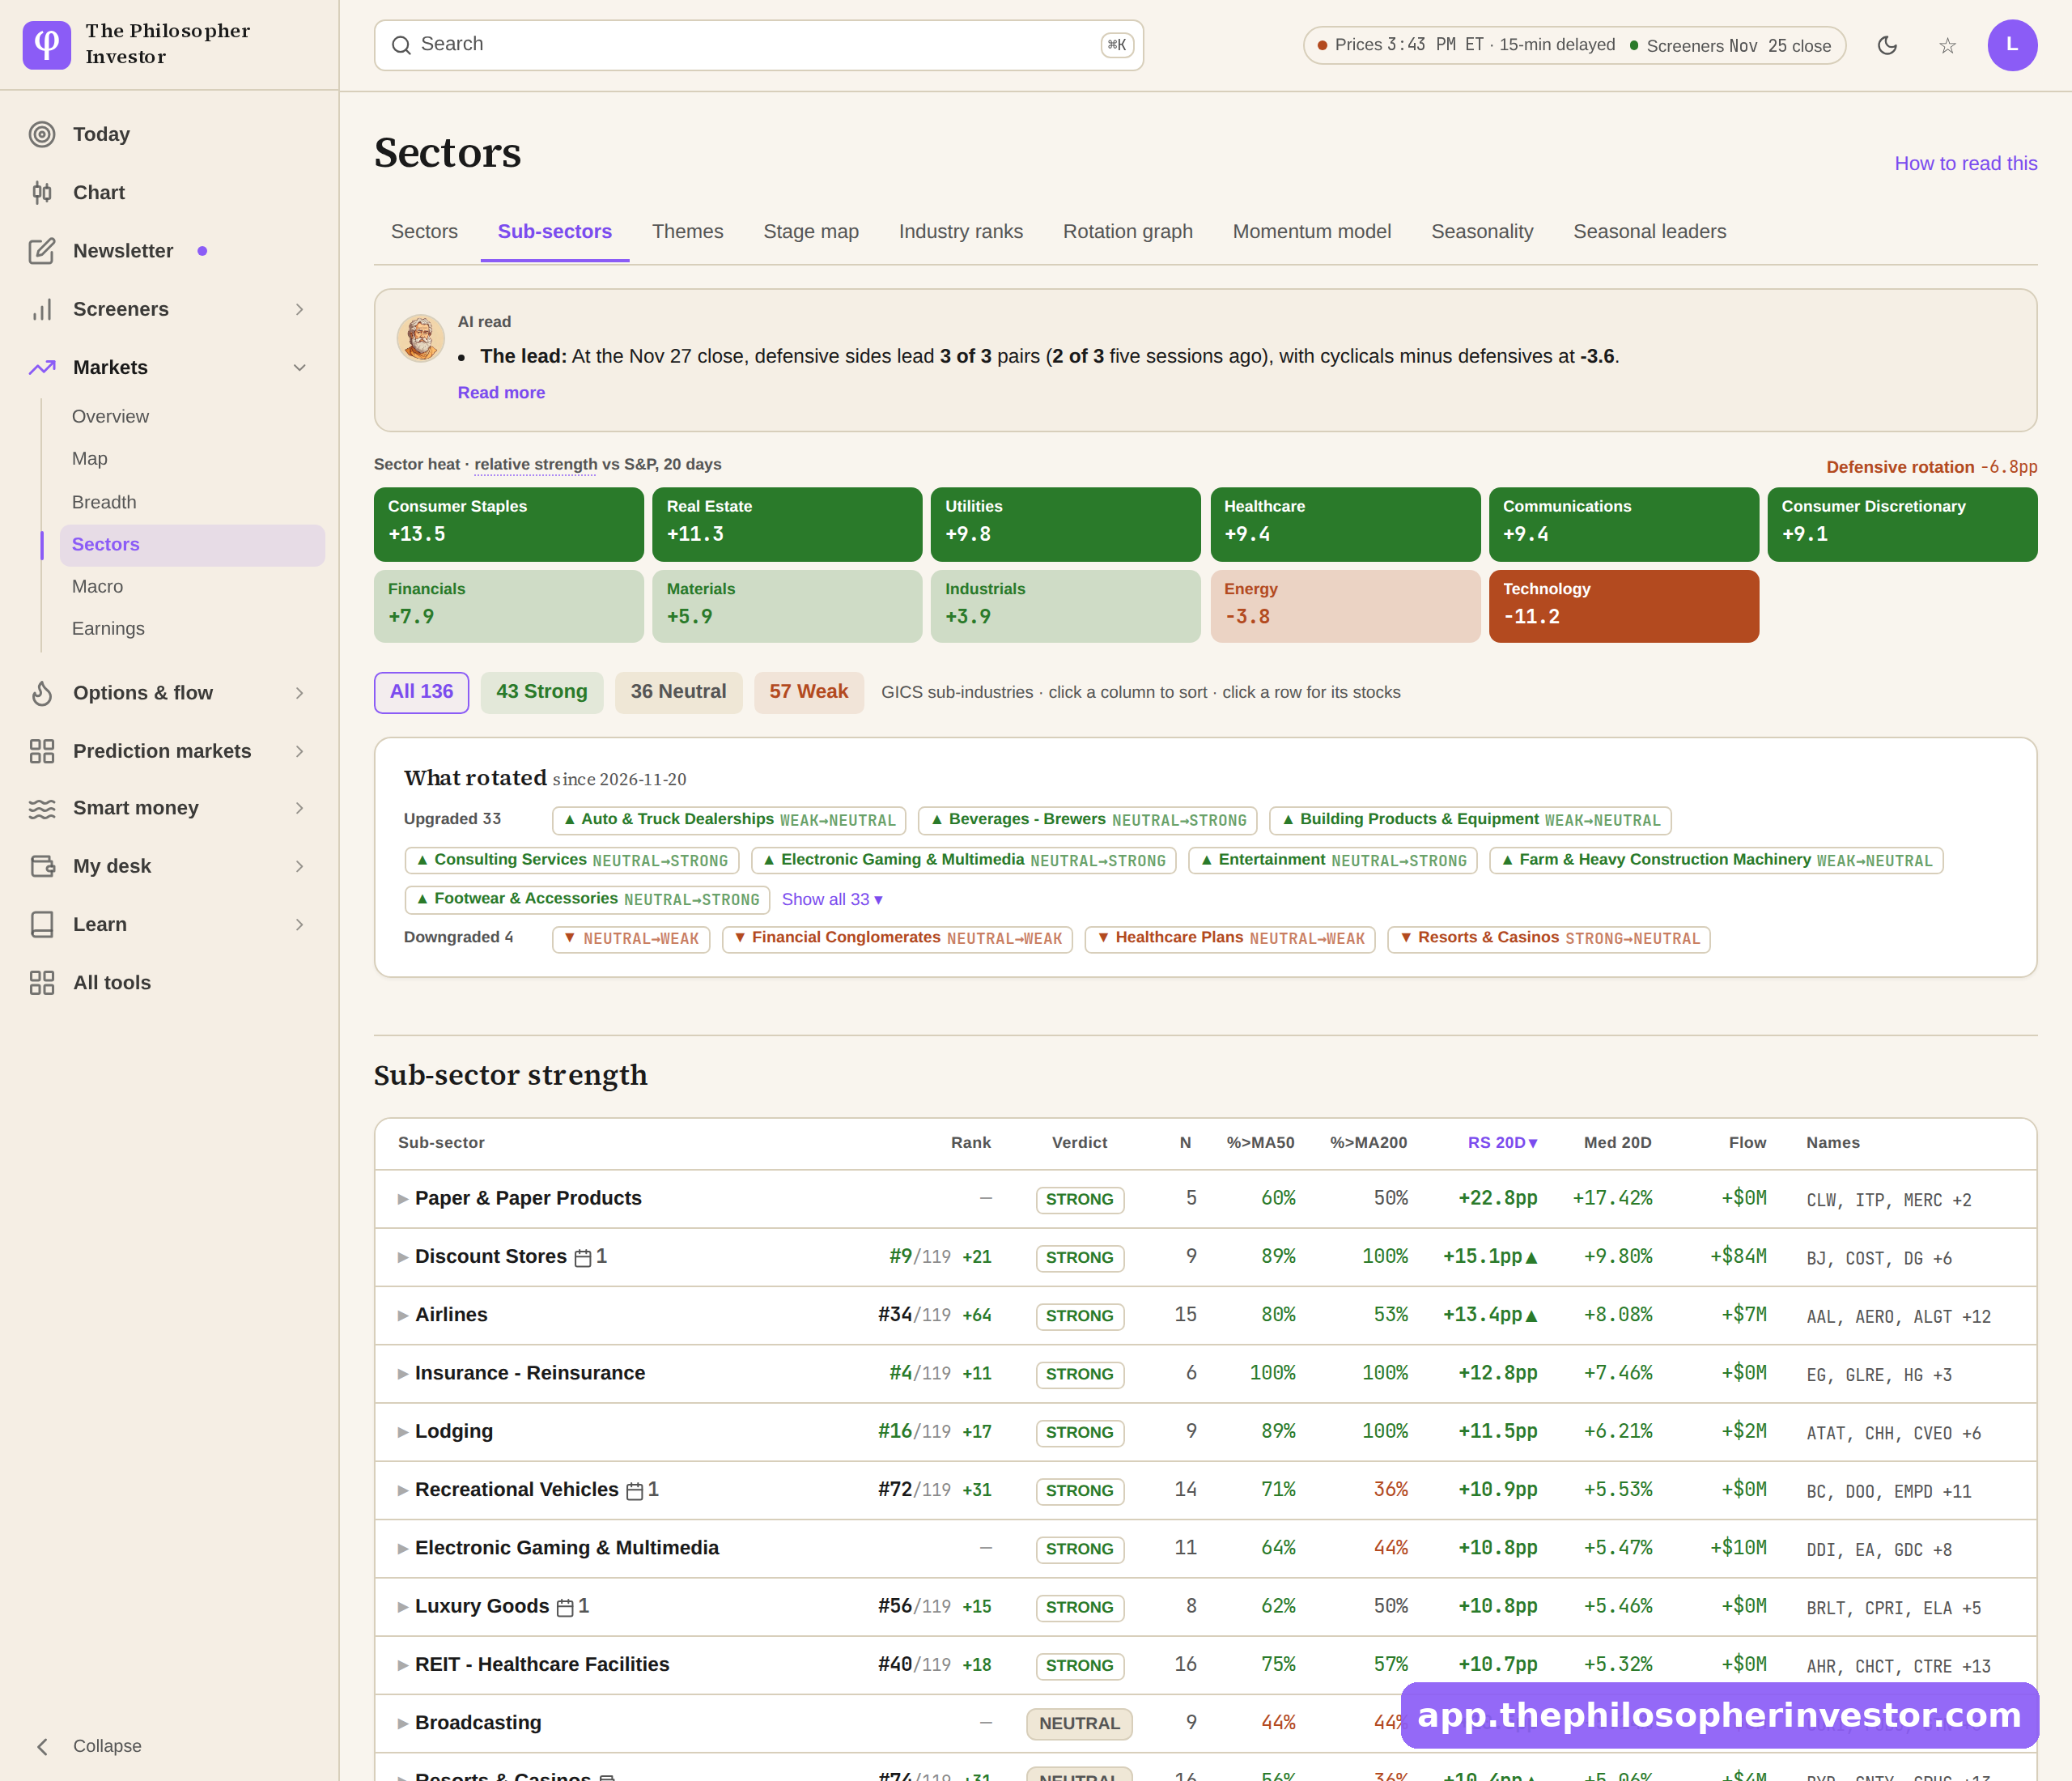 φ The Philosopher
Investor
Search ⌘K
Prices 3:43 PM ET · 15-min delayed Screeners Nov 25 close
L
Today
Chart
Newsletter
Screeners
Markets
Overview
Map
Breadth
Sectors
Macro
Earnings
Options & flow
Prediction markets
Smart money
My desk
Learn
All tools
Collapse
Sectors
How to read this
Sectors Sub-sectors Themes Stage map Industry ranks Rotation graph Momentum model Seasonality Seasonal leaders
AI read
• The lead: At the Nov 27 close, defensive sides lead 3 of 3 pairs (2 of 3 five sessions ago), with cyclicals minus defensives at -3.6.
Read more
Sector heat · relative strength vs S&P, 20 days Defensive rotation -6.8pp
Consumer Staples Real Estate Utilities Healthcare Communications Consumer Discretionary
+13.5 +11.3 +9.8 +9.4 +9.4 +9.1
Financials Materials Industrials Energy Technology
+7.9 +5.9 +3.9 -3.8 -11.2
All 136 43 Strong 36 Neutral 57 Weak GICS sub-industries · click a column to sort · click a row for its stocks
What rotated since 2026-11-20
Upgraded 33 ▲ Auto & Truck Dealerships WEAK→NEUTRAL ▲ Beverages - Brewers NEUTRAL→STRONG ▲ Building Products & Equipment WEAK→NEUTRAL
▲ Consulting Services NEUTRAL→STRONG ▲ Electronic Gaming & Multimedia NEUTRAL→STRONG ▲ Entertainment NEUTRAL→STRONG ▲ Farm & Heavy Construction Machinery WEAK→NEUTRAL
▲ Footwear & Accessories NEUTRAL→STRONG Show all 33 ▾
Downgraded 4 ▼ NEUTRAL→WEAK ▼ Financial Conglomerates NEUTRAL→WEAK ▼ Healthcare Plans NEUTRAL→WEAK ▼ Resorts & Casinos STRONG→NEUTRAL
Sub-sector strength
Sub-sector Rank Verdict N %>MA50 %>MA200 RS 20D▼ Med 20D Flow Names
▶ Paper & Paper Products — STRONG 5 60% 50% +22.8pp +17.42% +$0M CLW, ITP, MERC +2
▶ Discount Stores 1 #9/119 +21 STRONG 9 89% 100% +15.1pp▲ +9.80% +$84M BJ, COST, DG +6
▶ Airlines #34/119 +64 STRONG 15 80% 53% +13.4pp▲ +8.08% +$7M AAL, AERO, ALGT +12
▶ Insurance - Reinsurance #4/119 +11 STRONG 6 100% 100% +12.8pp +7.46% +$0M EG, GLRE, HG +3
▶ Lodging #16/119 +17 STRONG 9 89% 100% +11.5pp +6.21% +$2M ATAT, CHH, CVEO +6
▶ Recreational Vehicles 1 #72/119 +31 STRONG 14 71% 36% +10.9pp +5.53% +$0M BC, DOO, EMPD +11
▶ Electronic Gaming & Multimedia — STRONG 11 64% 44% +10.8pp +5.47% +$10M DDI, EA, GDC +8
▶ Luxury Goods 1 #56/119 +15 STRONG 8 62% 50% +10.8pp +5.46% +$0M BRLT, CPRI, ELA +5
▶ REIT - Healthcare Facilities #40/119 +18 STRONG 16 75% 57% +10.7pp +5.32% +$0M AHR, CHCT, CTRE +13
▶ Broadcasting — NEUTRAL 9 44% 44%
app.thephilosopherinvestor.com
▶ Resorts & Casinos #74/119 +31 NEUTRAL 16 56% 36% +10.4pp▲ +5.06% +$4M